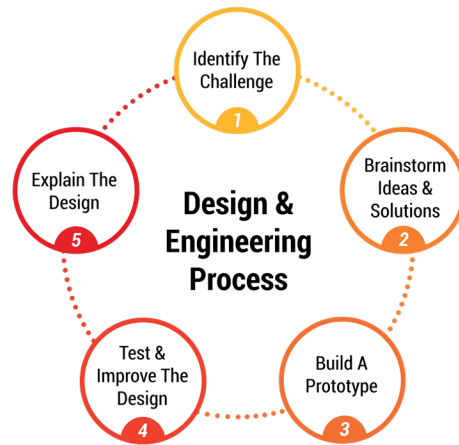 Identify The
Challenge
1
Brainstorm
Ideas &
Solutions
2
Build A
Prototype
3
Test &
Improve The
Design
4
Explain The
Design
5
Design &
Engineering
Process